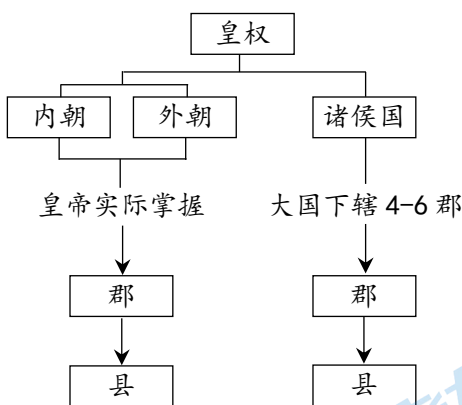 皇权
内朝 外朝 诸侯国
皇帝实际掌握 大国下辖 4-6 郡
郡 郡
县 县